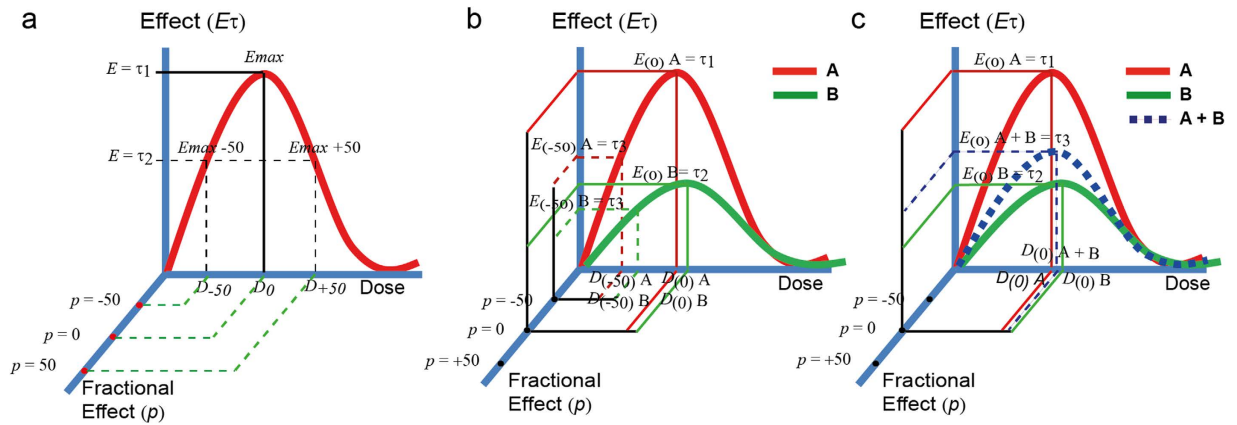 a
Effect (Eτ)
E = τ1
Emax
E = τ2
Emax -50
Emax +50
D-50
D0
D+50
Dose
p = -50
p = 0
p = 50
Fractional
Effect (p)
b
Effect (Eτ)
E(0) A = τ1
A
B
E(-50) A = τ3
E(0) B = τ2
E(-50) B = τ3
D(-50) A
D(0) A
Dose
D(-50) B
D(0) B
p = -50
p = 0
p = +50
Fractional
Effect (p)
c
Effect (Eτ)
E(0) A = τ1
A
B
A + B
E(0) A + B = τ3
E(0) B = τ2
D(0) A + B
D(0) A
D(0) B
Dose
p = -50
p = 0
p = +50
Fractional
Effect (p)